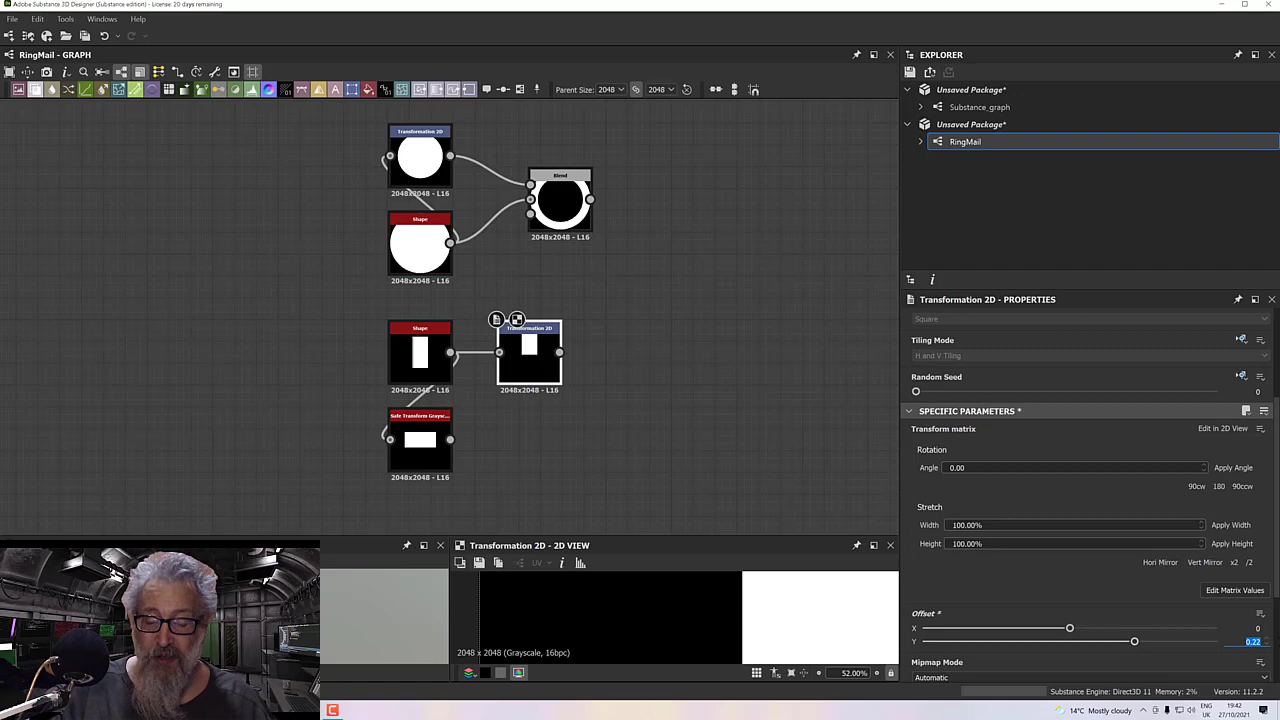 Adobe Substance 3D Designer (Substance edition) - License: 20 days remaining
File Edit Tools Windows Help
RingMail - GRAPH
Parent Size: 2048 2048
Transformation 2D
2048x2048 - L16
Shape
2048x2048 - L16
Blend
2048x2048 - L16
Shape
2048x2048 - L16
Transformation 2D
2048x2048 - L16
Safe Transform Graysc...
2048x2048 - L16
EXPLORER
Unsaved Package*
Substance_graph
Unsaved Package*
RingMail
Transformation 2D - PROPERTIES
Square
Tiling Mode
H and V Tiling
Random Seed
0
SPECIFIC PARAMETERS *
Transform matrix Edit in 2D View
Rotation
Angle 0.00 Apply Angle
90cw 180 90ccw
Stretch
Width 100.00% Apply Width
Height 100.00% Apply Height
Hori Mirror Vert Mirror x2 /2
Edit Matrix Values
Offset *
X 0
Y 0.22
Mipmap Mode
Automatic
Transformation 2D - 2D VIEW
UV
2048 x 2048 (Grayscale, 16bpc)
52.00%
Substance Engine: Direct3D 11 Memory: 2% Version: 11.2.2
14°C Mostly cloudy
ENG
UK
19:42
27/10/2021